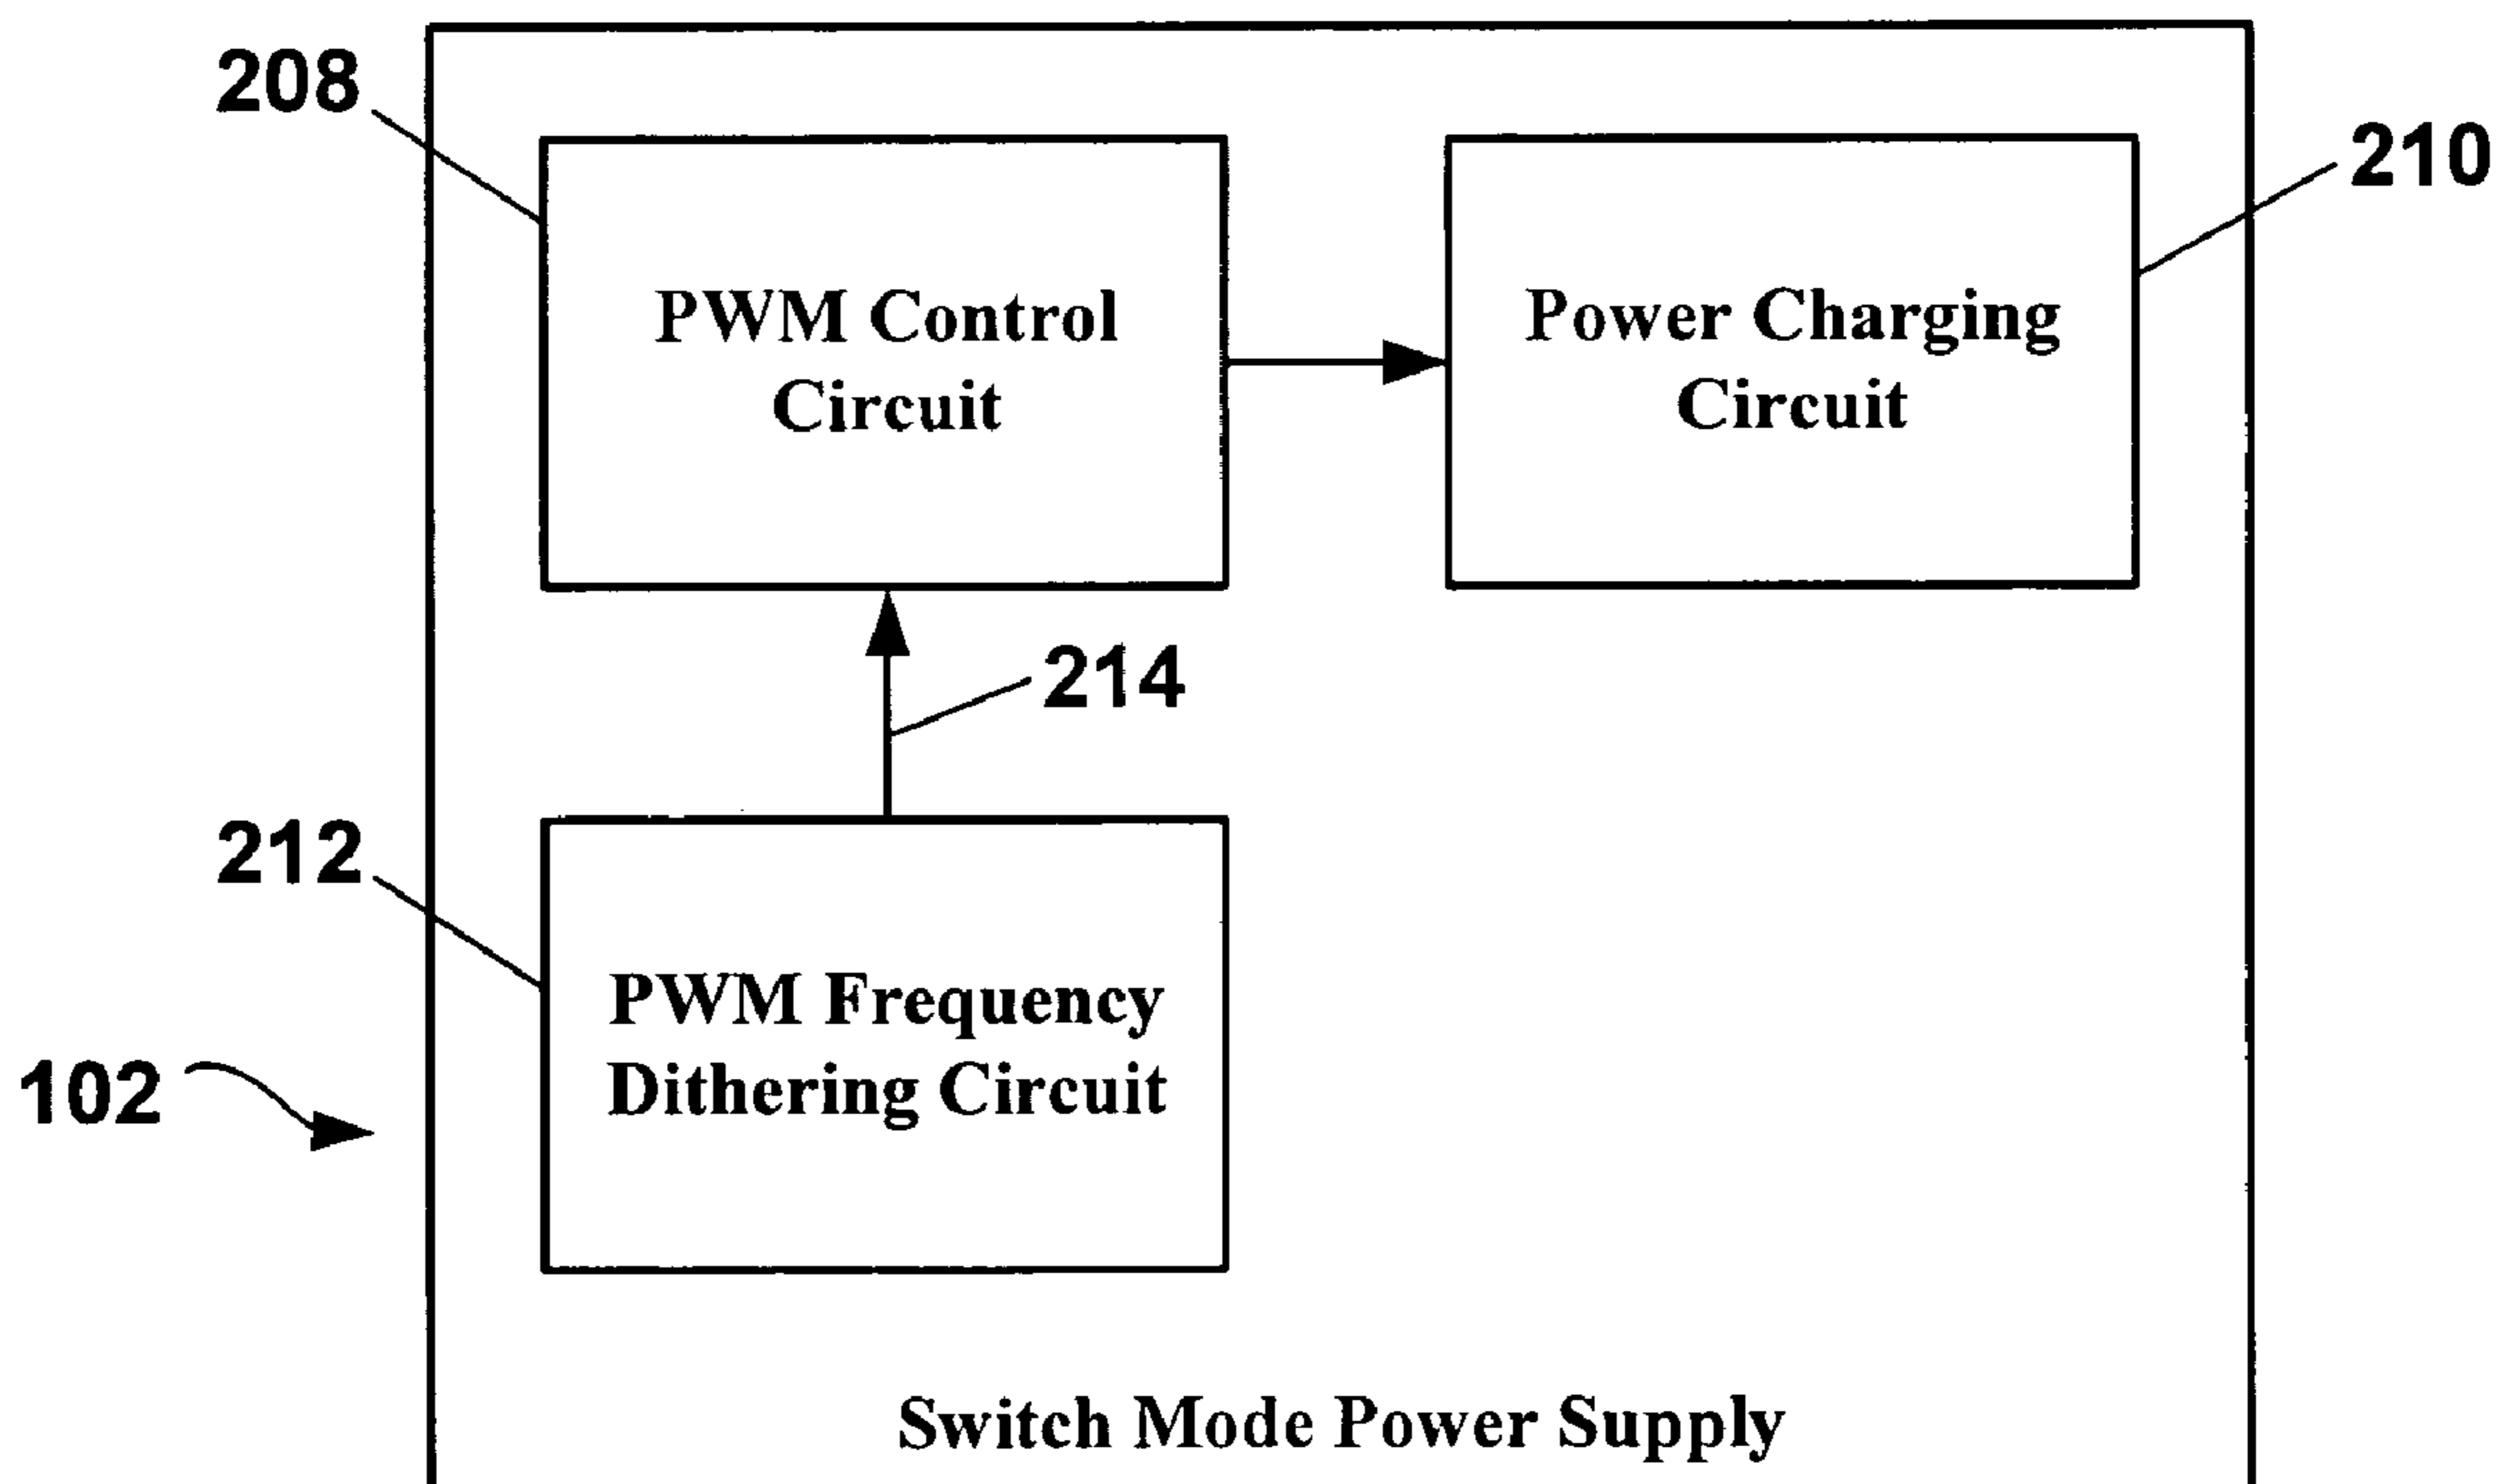 208
210
PWM Control
Circuit
Power Charging
Circuit
214
212
PWM Frequency
Dithering Circuit
102
Switch Mode Power Supply